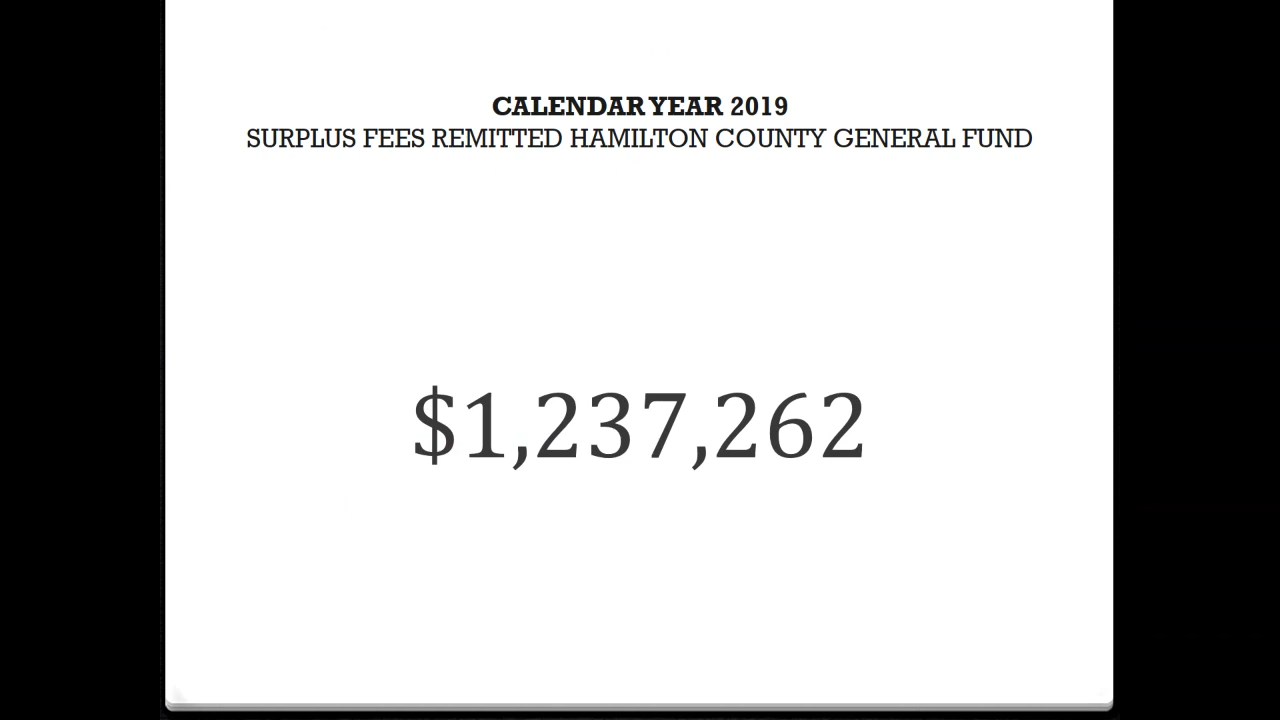 CALENDAR YEAR 2019
SURPLUS FEES REMITTED HAMILTON COUNTY GENERAL FUND
$1,237,262